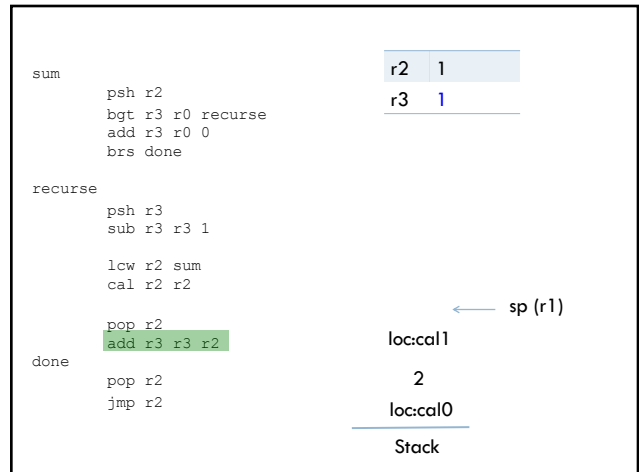 sum
psh r2
bgt r3 r0 recurse
add r3 r0 0
brs done
recurse
psh r3
sub r3 r3 1
lcw r2 sum
cal r2 r2
pop r2
add r3 r3 r2
done
pop r2
jmp r2
r2 1
r3 1
sp (r1)
loc:cal1
2
loc:cal0
Stack